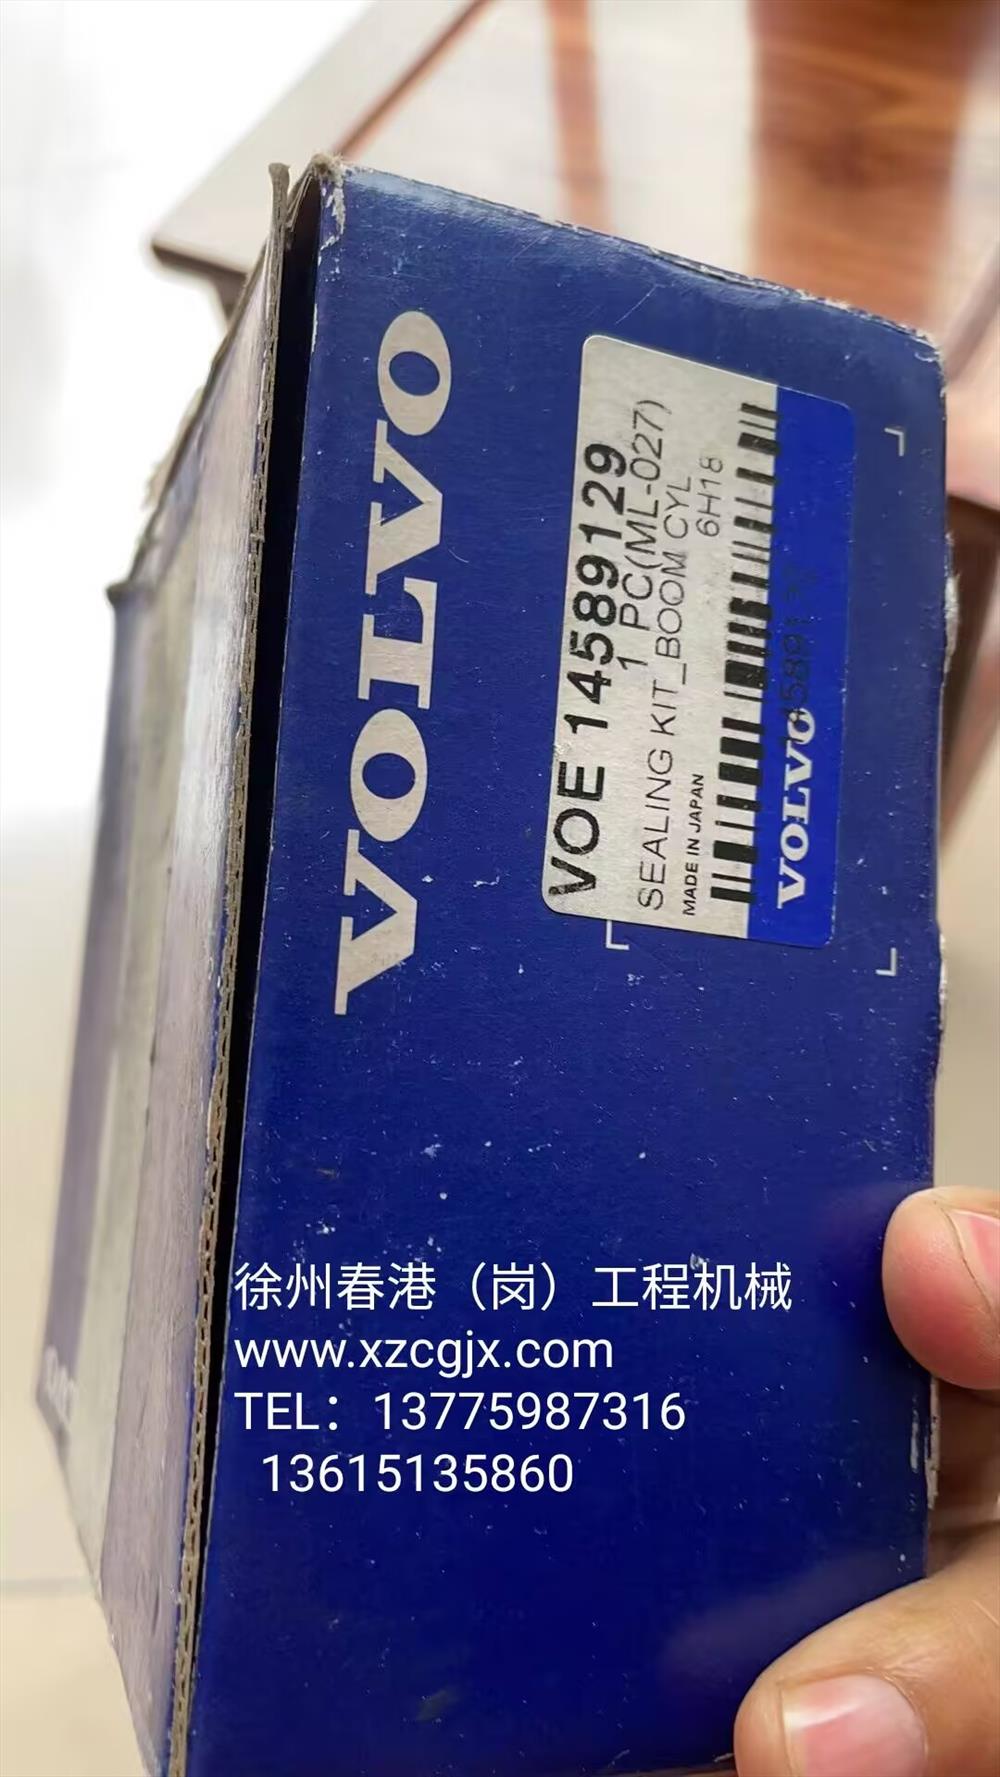 VOLVO
VOE 14589129
1 PC(ML-027)
SEALING KIT_BOOM CYL
MADE IN JAPAN 6H18
VOLVO
徐州春港（岗）工程机械
www.xzcgjx.com
TEL：13775987316
13615135860